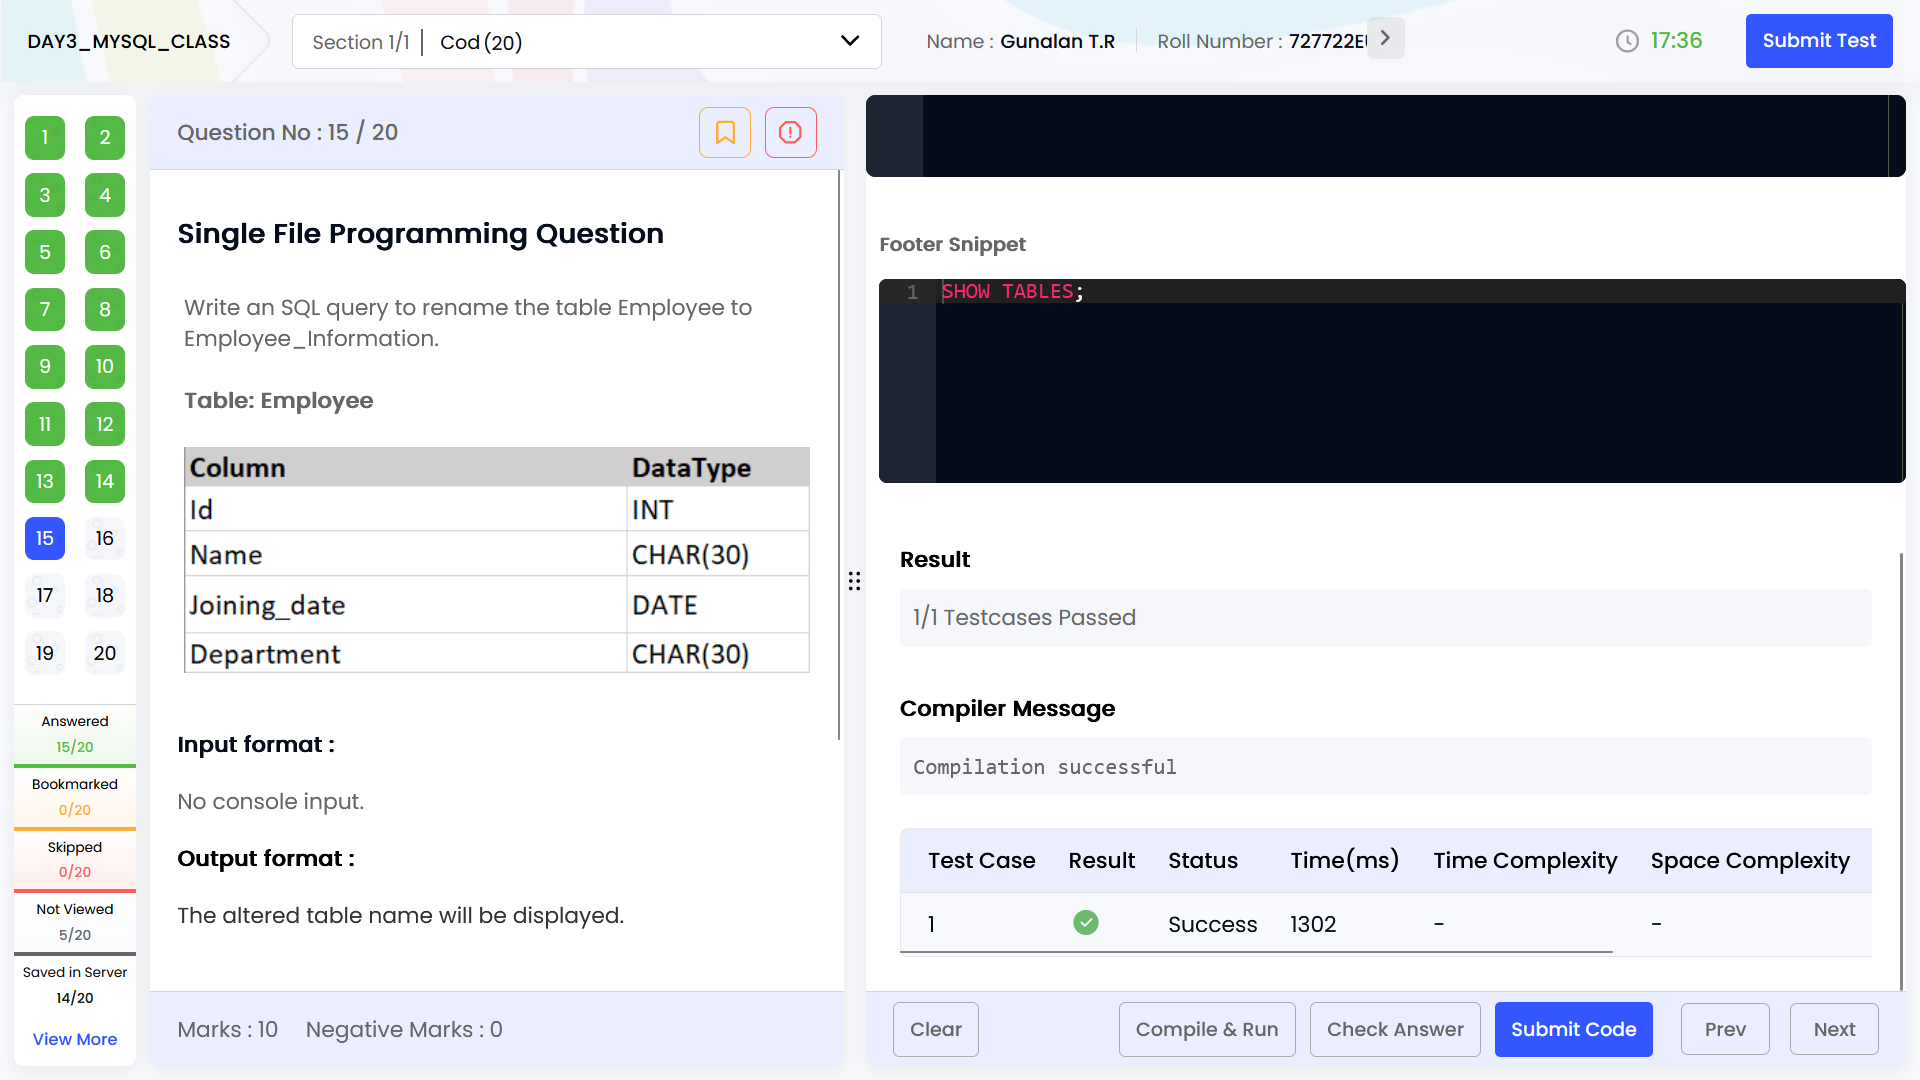 DAY3_MYSQL_CLASS
Section 1/1 | Cod (20)
Name : Gunalan T.R
Roll Number :
17:36
Submit Test
1 2
3 4
5 6
7 8
9 10
11 12
13 14
15 16
17 18
19 20
Answered
15/20
Bookmarked
0/20
Skipped
0/20
Not Viewed
5/20
Saved in Server
14/20
View More
Question No : 15 / 20
Single File Programming Question
Write an SQL query to rename the table Employee to
Employee_Information.
Table: Employee
Column DataType
Id INT
Name CHAR(30)
Joining_date DATE
Department CHAR(30)
Input format :
No console input.
Output format :
The altered table name will be displayed.
Marks : 10 Negative Marks : 0
Footer Snippet
1 SHOW TABLES;
Result
1/1 Testcases Passed
Compiler Message
Compilation successful
Test Case Result Status Time(ms) Time Complexity Space Complexity
1 Success 1302 - -
Clear
Compile & Run
Check Answer
Submit Code
Prev
Next